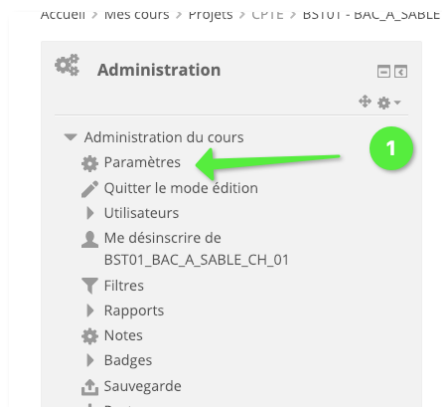 Accueil > Mes cours > Projets > CPTE > BST01 - BAC_A_SABLE
Administration
Administration du cours
Paramètres
1
Quitter le mode édition
Utilisateurs
Me désinscrire de
BST01_BAC_A_SABLE_CH_01
Filtres
Rapports
Notes
Badges
Sauvegarde